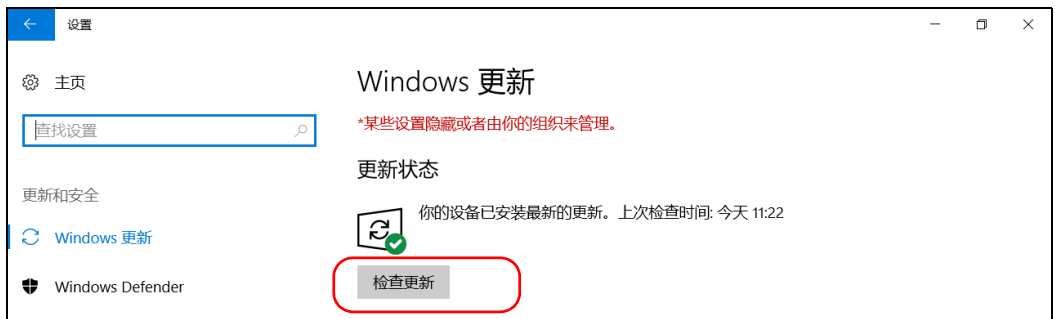 设置
主页
查找设置
更新和安全
Windows 更新
Windows Defender
Windows 更新
*某些设置隐藏或者由你的组织来管理。
更新状态
你的设备已安装最新的更新。上次检查时间: 今天 11:22
检查更新